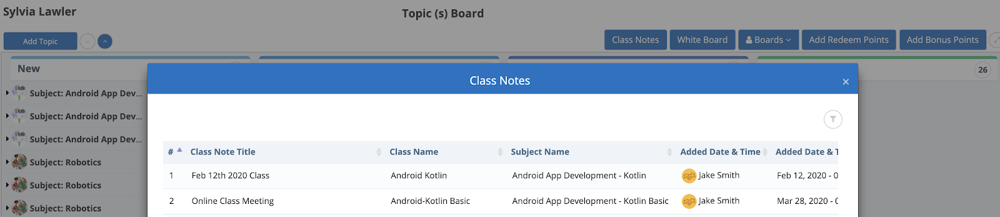 Sylvia Lawler
Topic (s) Board
Add Topic
Class Notes White Board Boards Add Redeem Points Add Bonus Points
New
26
Class Notes
×
Subject: Android App Dev...
Subject: Android App Dev...
Subject: Android App Dev...
Subject: Robotics
Subject: Robotics
Subject: Robotics
# Class Note Title Class Name Subject Name Added Date & Time Added Date & T
1 Feb 12th 2020 Class Android Kotlin Android App Development - Kotlin Jake Smith Feb 12, 2020 - 0
2 Online Class Meeting Android-Kotlin Basic Android App Development - Kotlin Basic Jake Smith Mar 28, 2020 - 0